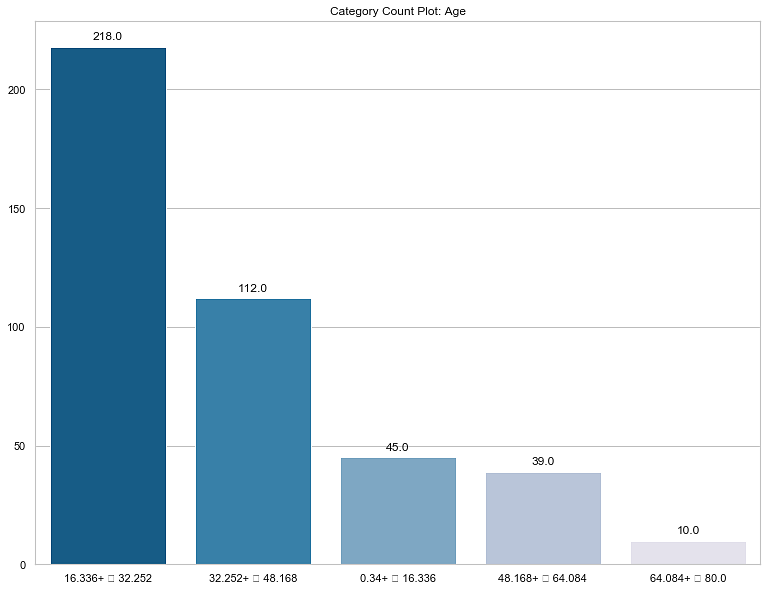 Category Count Plot: Age
218.0
200
150
112.0
100
50
45.0
39.0
10.0
0
16.336+ □ 32.252
32.252+ □ 48.168
0.34+ □ 16.336
48.168+ □ 64.084
64.084+ □ 80.0